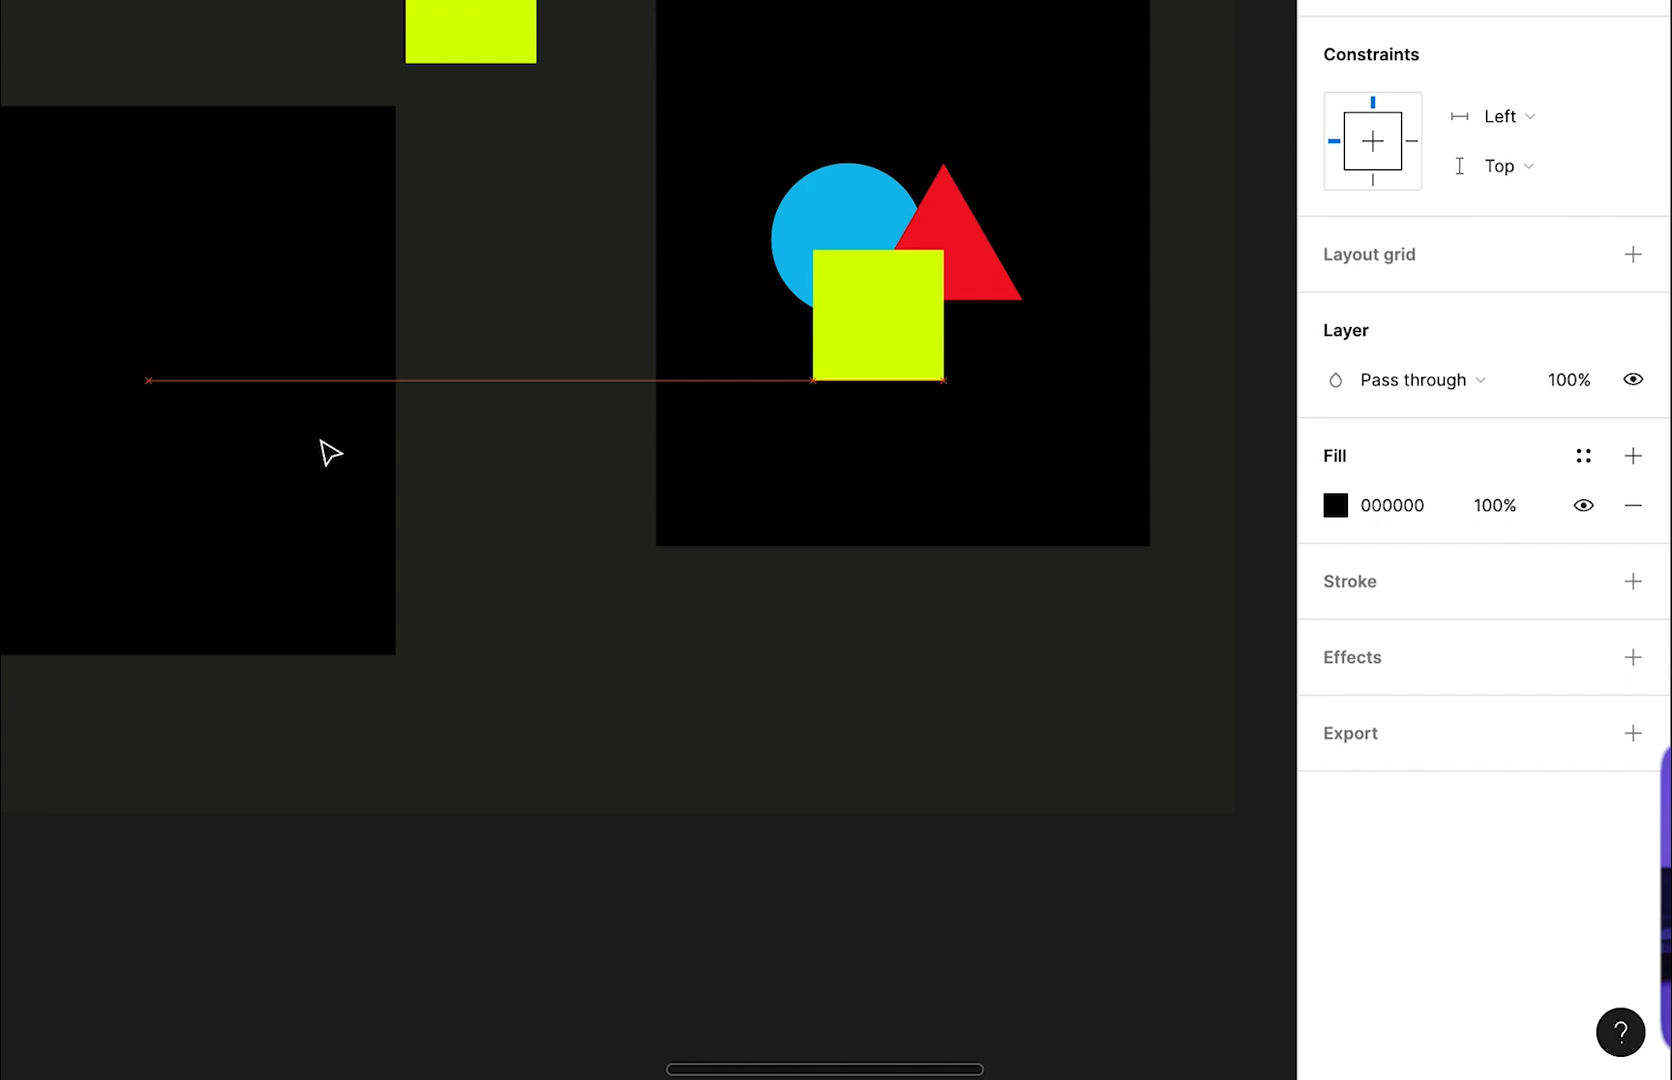 Constraints
Left
Top
Layout grid
Layer
Pass through 100%
Fill
000000 100%
Stroke
Effects
Export
?